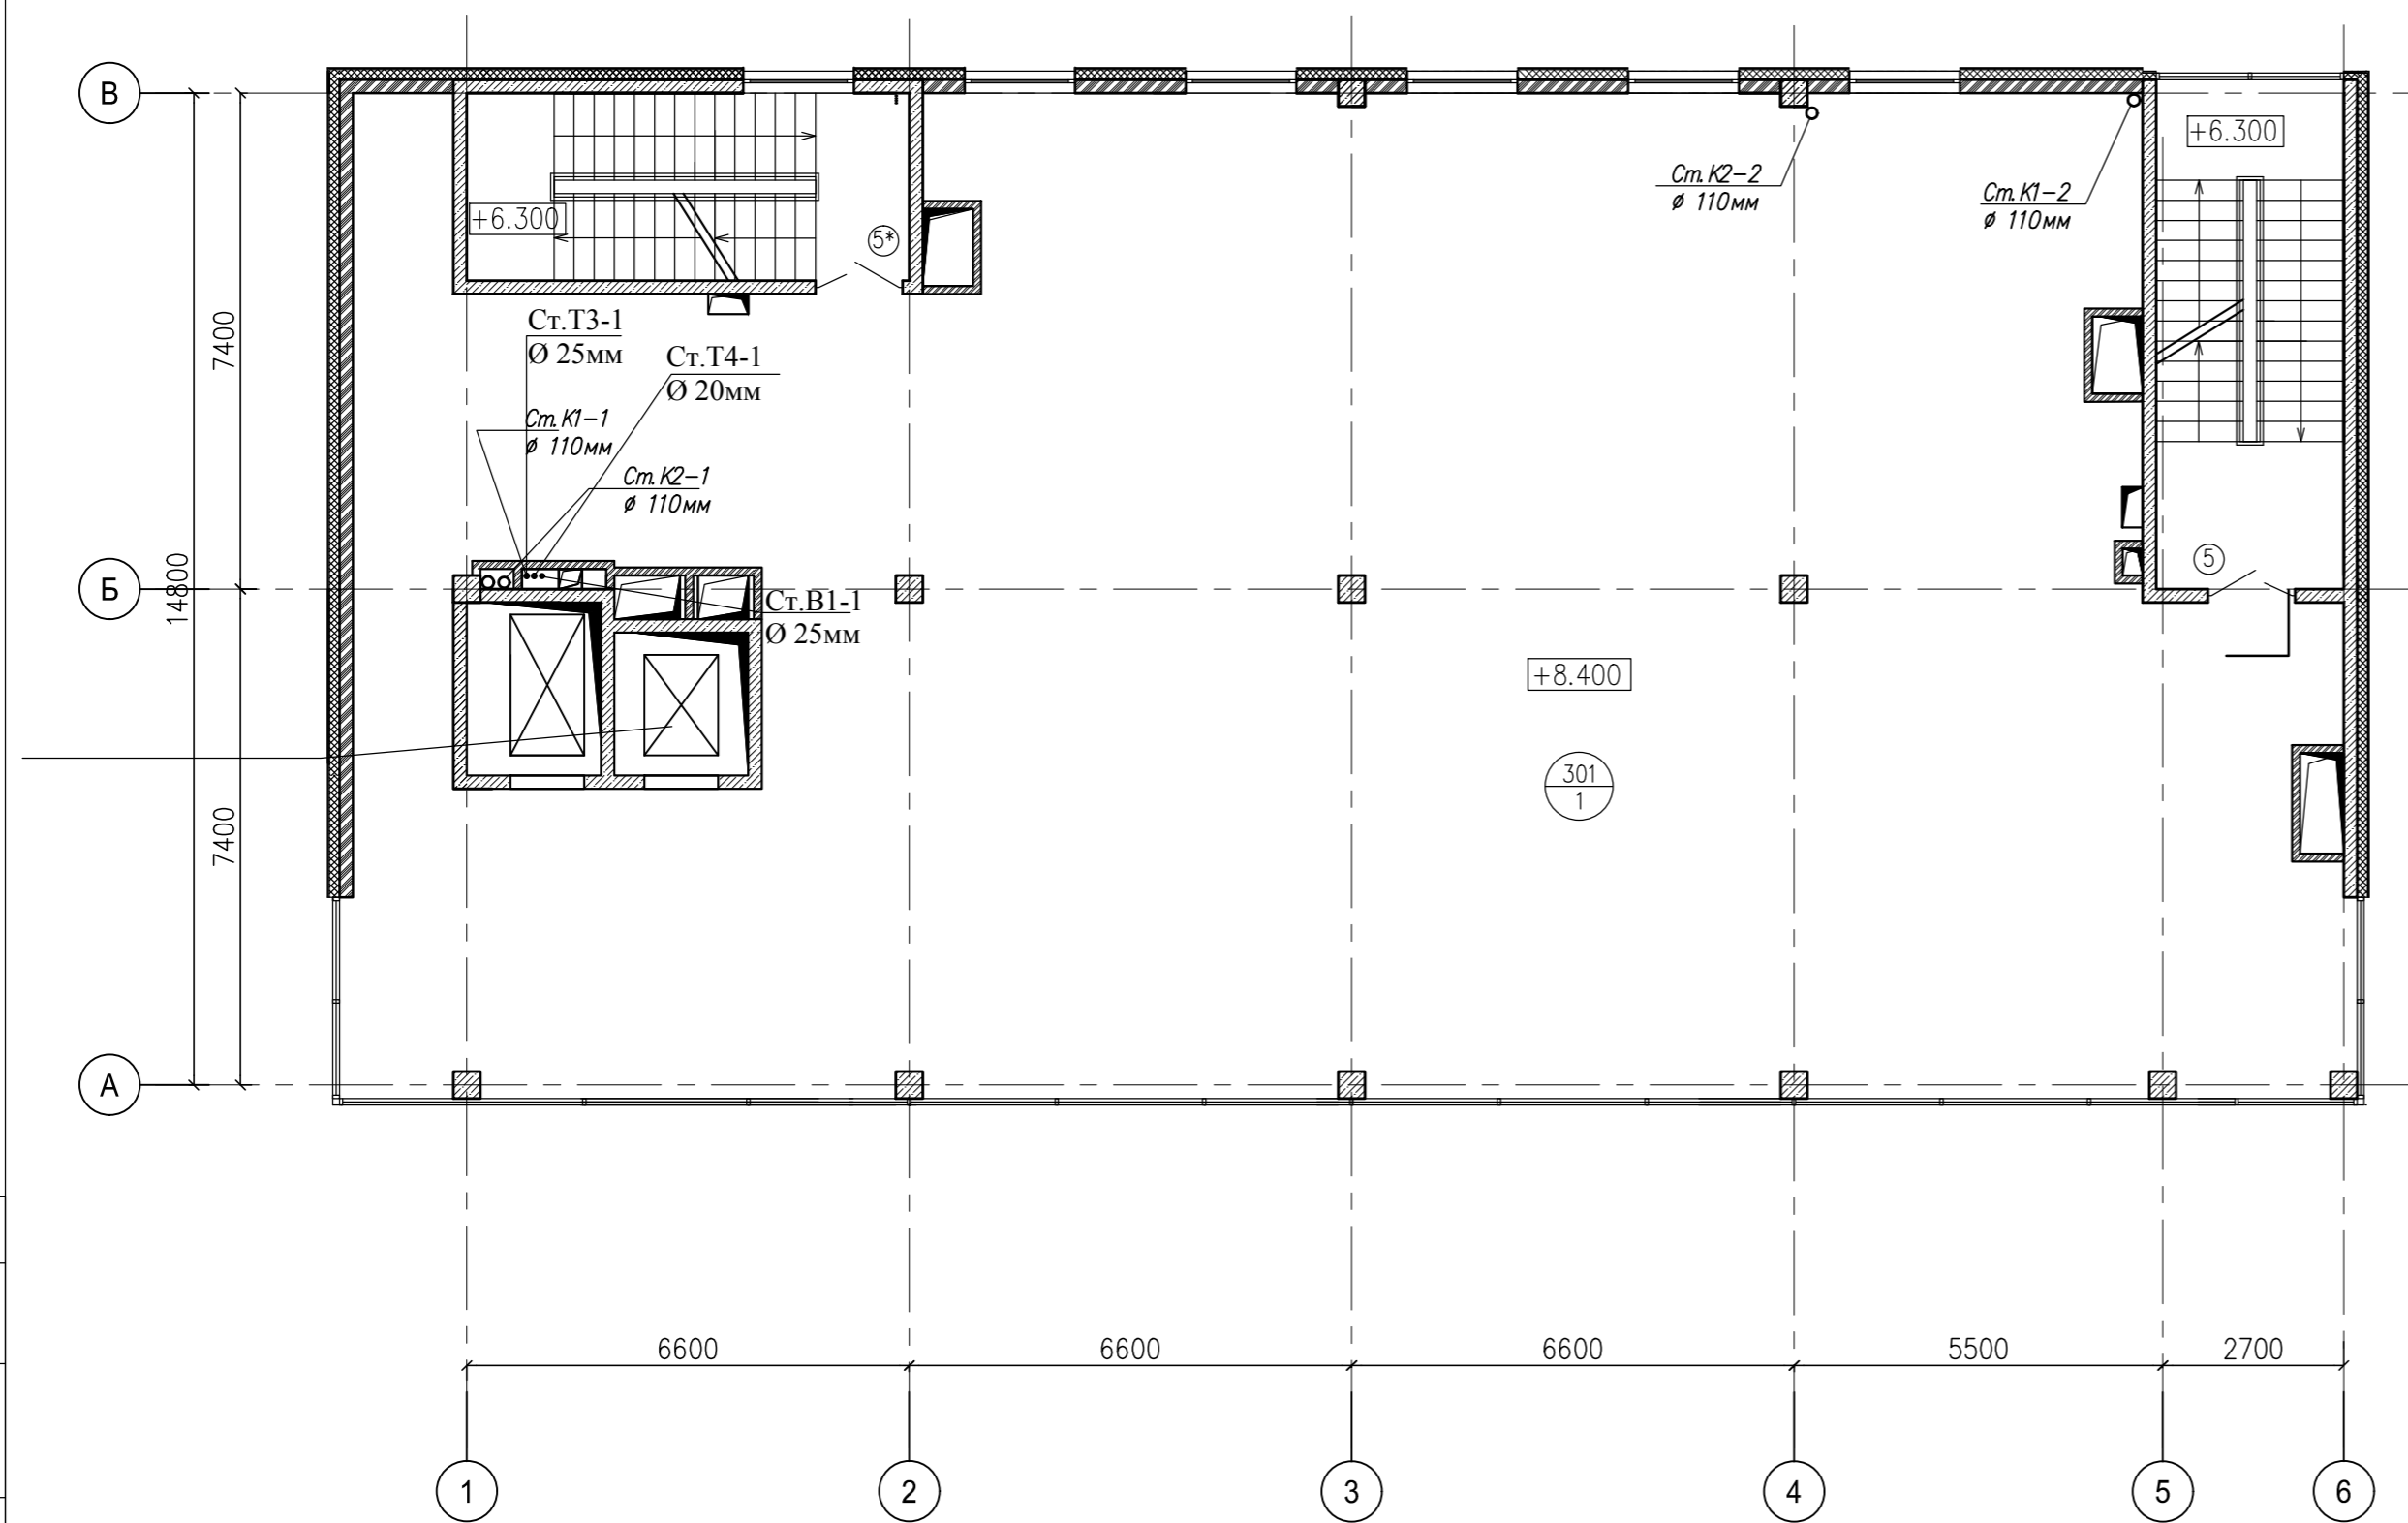 В
+6.300
Ст.К2-2
ø 110мм
Ст.К1-2
ø 110мм
+6.300
5*
Ст.Т3-1
Ø 25мм
Ст.Т4-1
Ø 20мм
7400
Ст.К1-1
ø 110мм
Ст.К2-1
ø 110мм
5
Б
14800
Ст.В1-1
Ø 25мм
+8.400
301
1
7400
А
6600
6600
6600
5500
2700
1
2
3
4
5
6